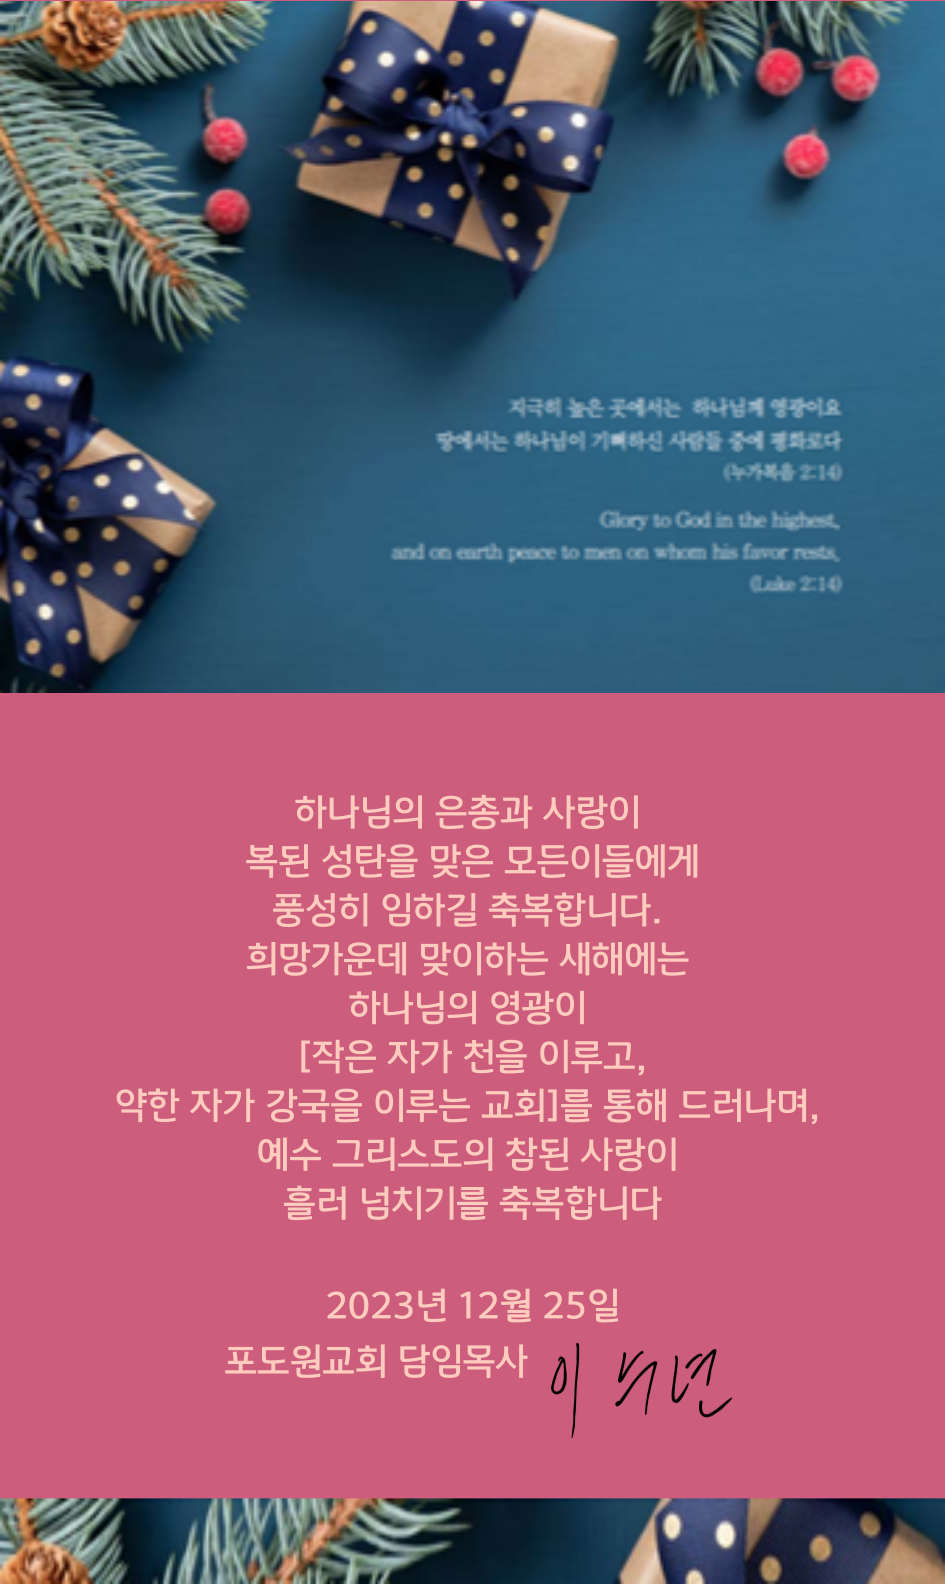 지극히 높은 곳에서는 하나님께 영광이요
땅에서는 하나님이 기뻐하신 사람들 중에 평화로다
(누가복음 2:14)
Glory to God in the highest,
and on earth peace to men on whom his favor rests,
(Luke 2:14)
하나님의 은총과 사랑이
복된 성탄을 맞은 모든이들에게
풍성히 임하길 축복합니다.
희망가운데 맞이하는 새해에는
하나님의 영광이
[작은 자가 천을 이루고,
약한 자가 강국을 이루는 교회]를 통해 드러나며,
예수 그리스도의 참된 사랑이
흘러 넘치기를 축복합니다
2023년 12월 25일
포도원교회 담임목사 이